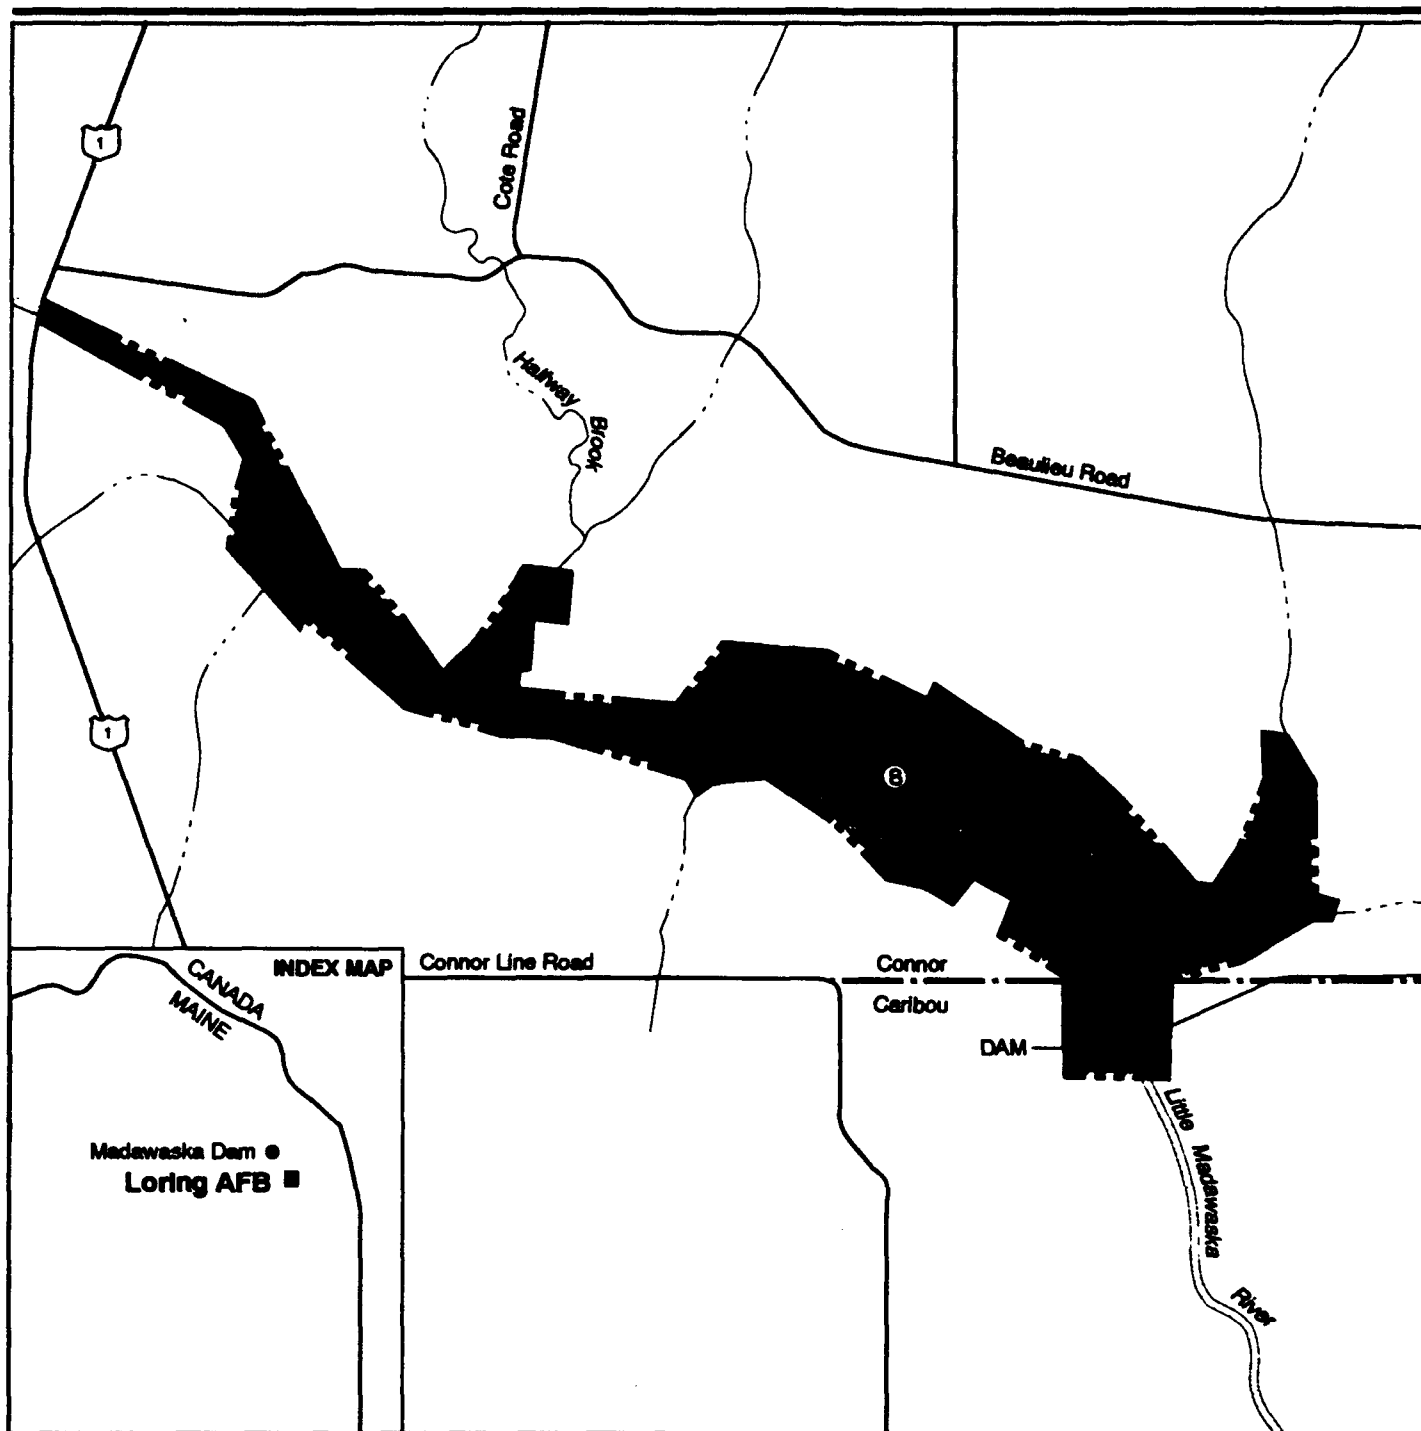 1
Cote Road
Halfway
Brook
Beaulieu Road
1
8
INDEX MAP
CANADA
MAINE
Connor Line Road
Connor
Caribou
DAM
Madawaska Dam
Loring AFB
Little Madawaska River